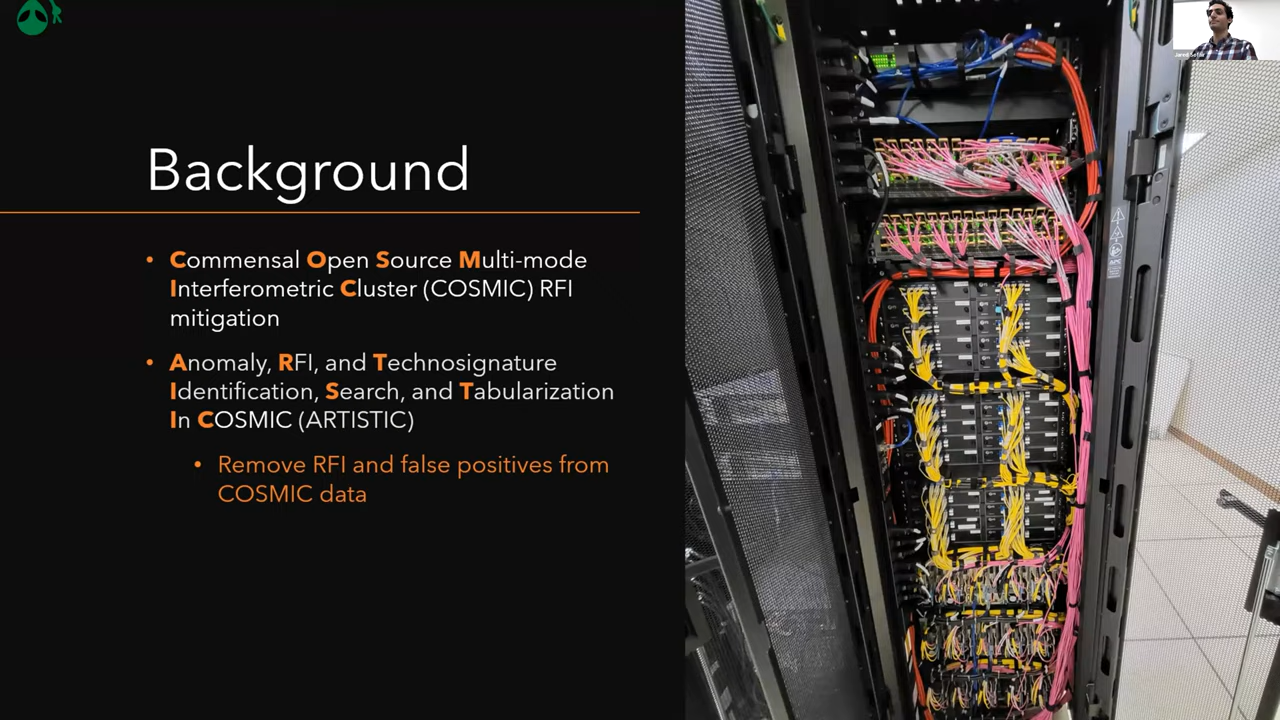 Background
• Commensal Open Source Multi-mode
Interferometric Cluster (COSMIC) RFI
mitigation
• Anomaly, RFI, and Technosignature
Identification, Search, and Tabularization
In COSMIC (ARTISTIC)
• Remove RFI and false positives from
COSMIC data